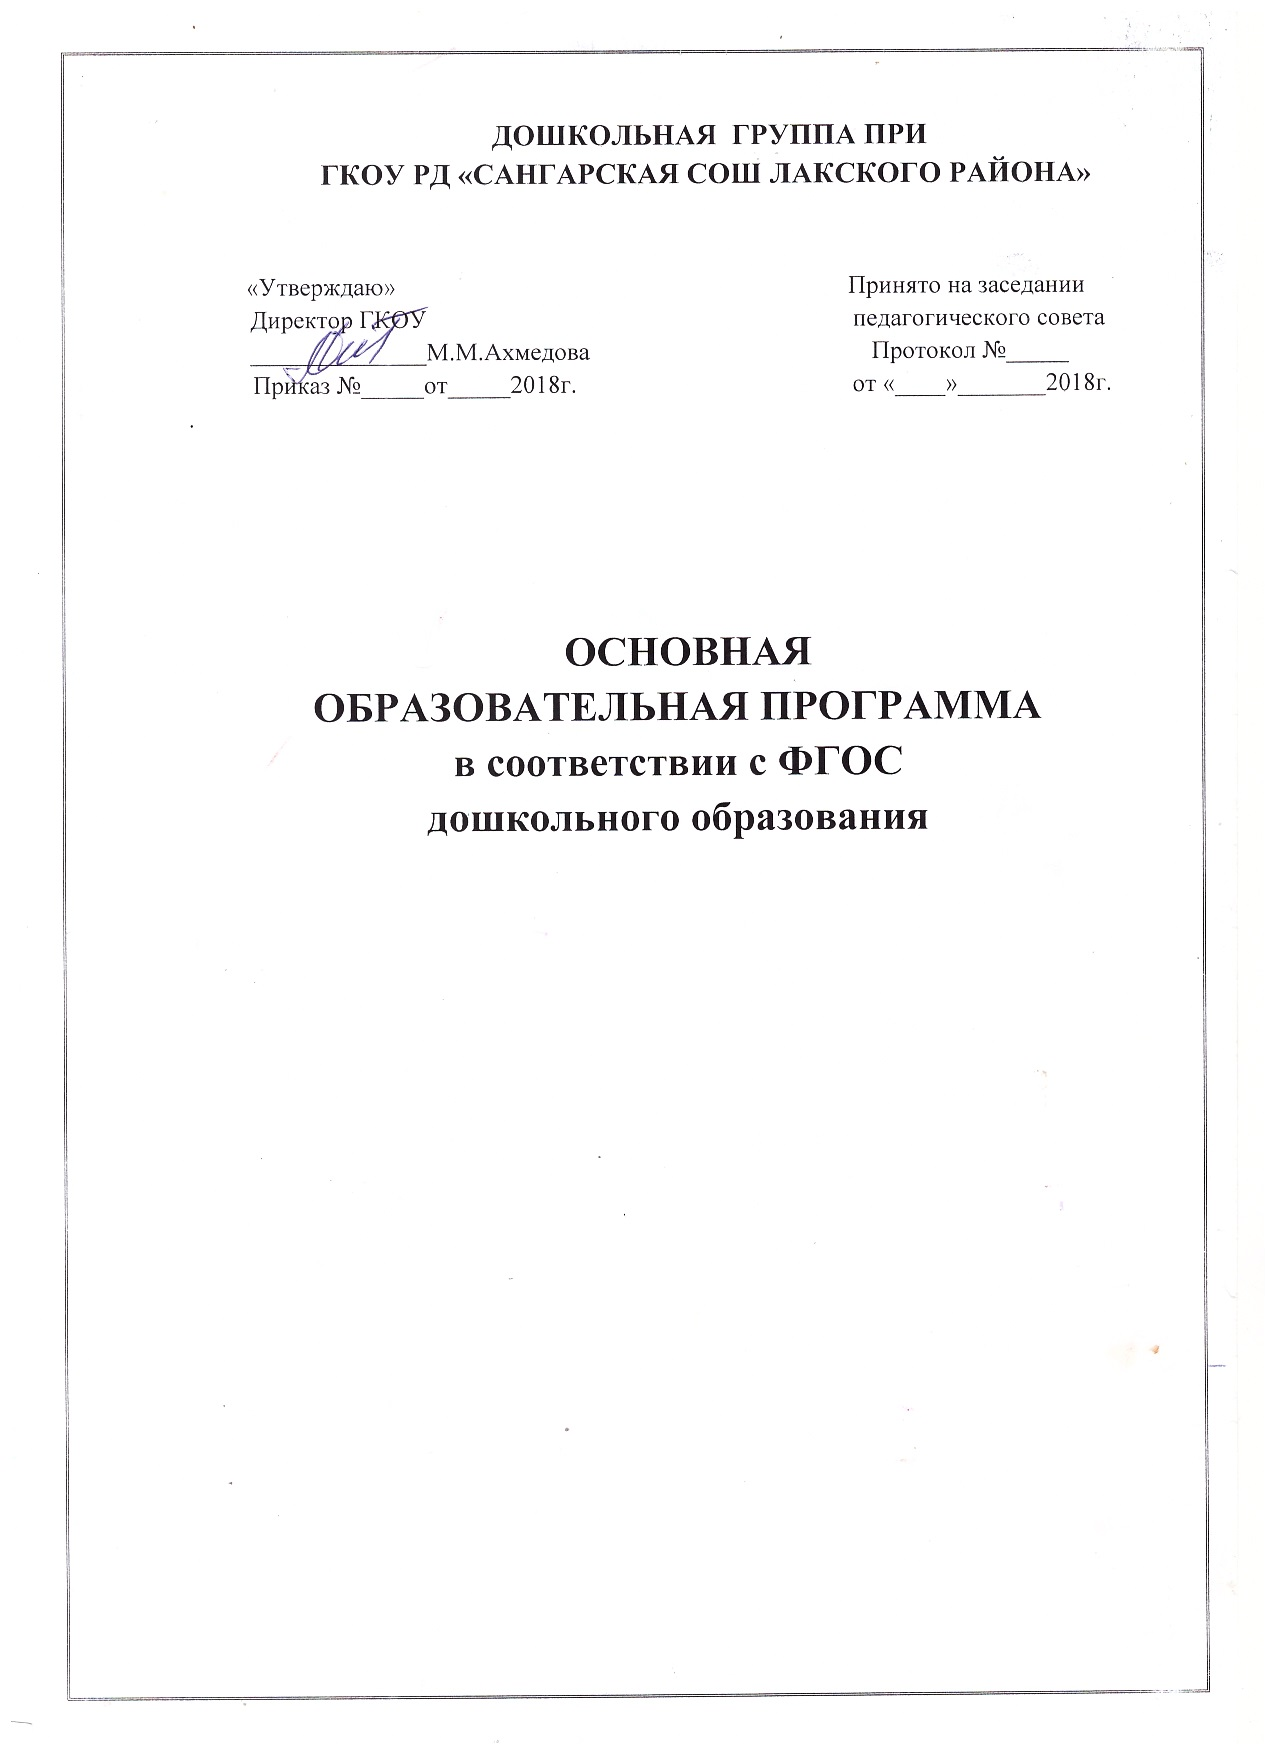 ДОШКОЛЬНАЯ ГРУППА ПРИ
ГКОУ РД «САНГАРСКАЯ СОШ ЛАКСКОГО РАЙОНА»
«Утверждаю»
Директор ГКОУ
______________М.М.Ахмедова
Приказ №_____от_____2018г.
Принято на заседании
педагогического совета
Протокол №_____
от «____»_______2018г.
ОСНОВНАЯ
ОБРАЗОВАТЕЛЬНАЯ ПРОГРАММА
в соответствии с ФГОС
дошкольного образования